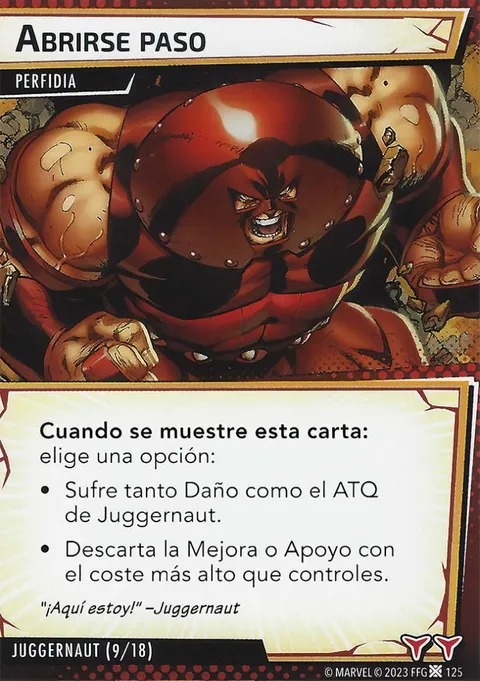 ABRIRSE PASO
PERFIDIA
Cuando se muestre esta carta:
elige una opción:
• Sufre tanto Daño como el ATQ
de Juggernaut.
• Descarta la Mejora o Apoyo con
el coste más alto que controles.
"¡Aquí estoy!" –Juggernaut
JUGGERNAUT (9/18)
© MARVEL © 2023 FFG 125